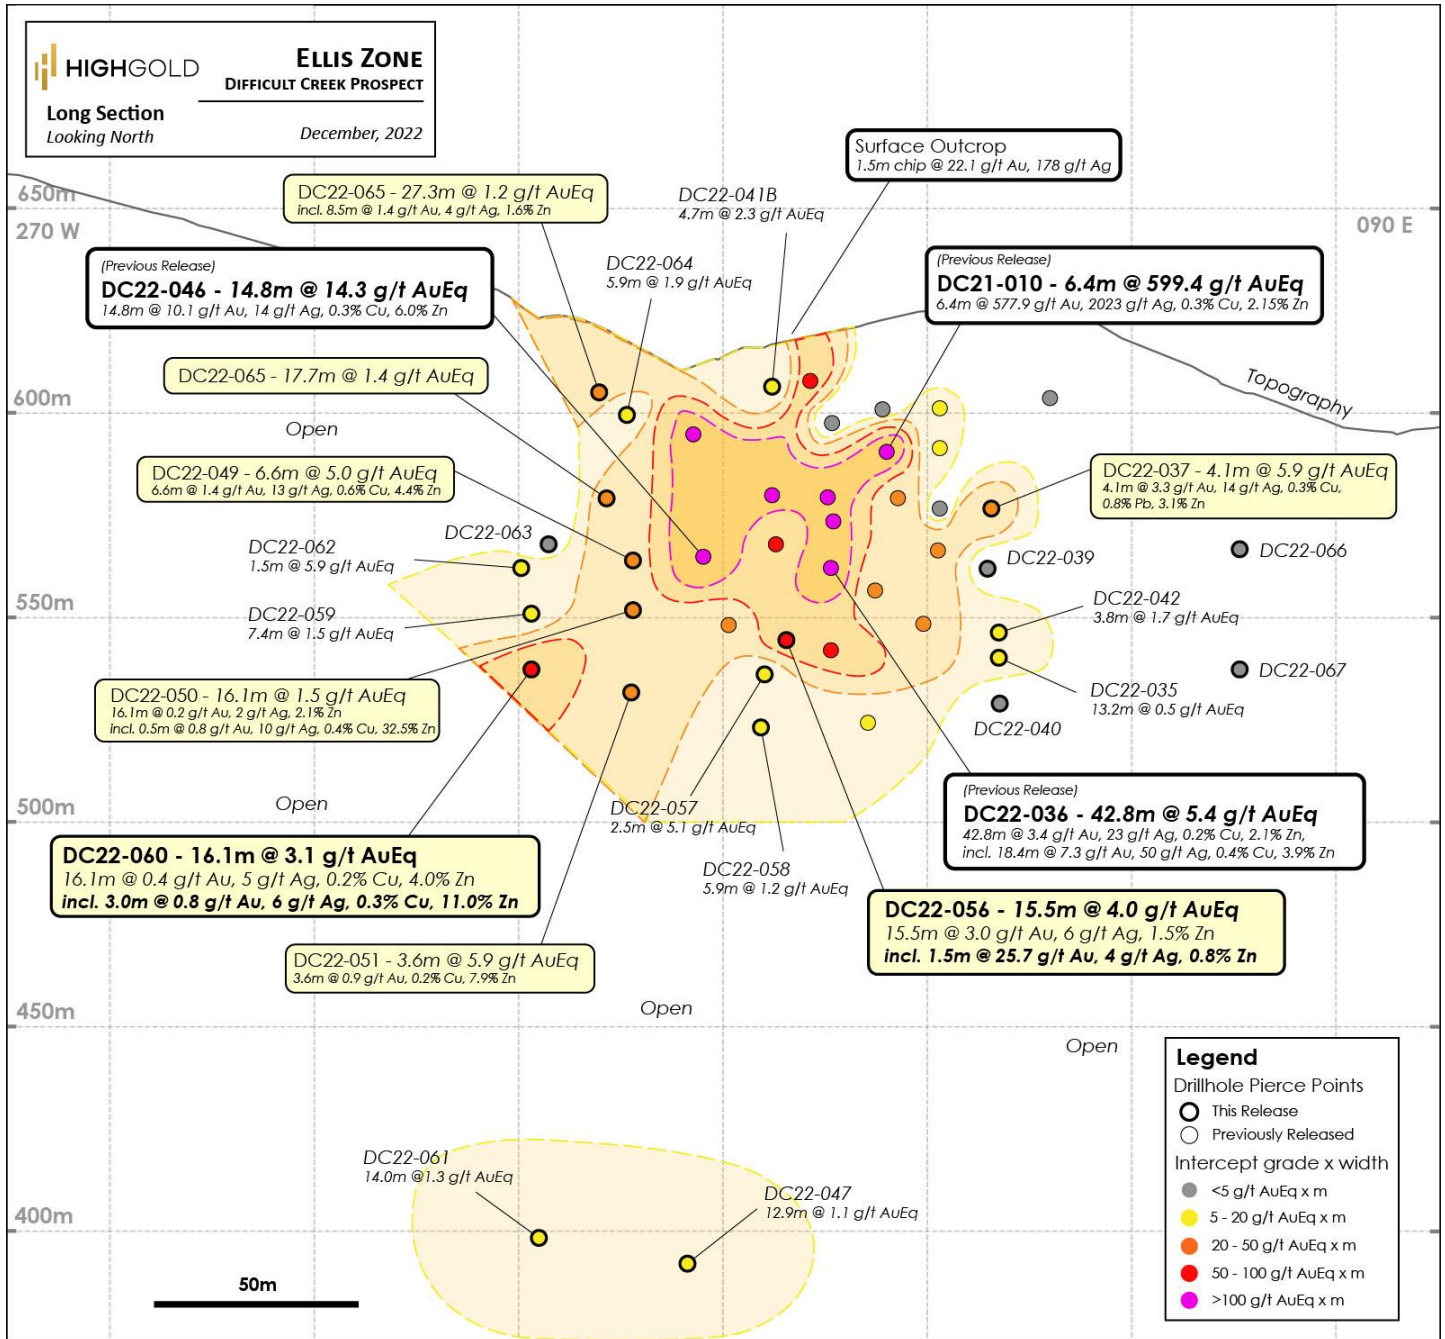 HIGHGOLD
ELLIS ZONE
DIFFICULT CREEK PROSPECT
Long Section
Looking North
December, 2022
Surface Outcrop
1.5m chip @ 22.1 g/t Au, 178 g/t Ag
DC22-065 - 27.3m @ 1.2 g/t AuEq
incl. 8.5m @ 1.4 g/t Au, 4 g/t Ag, 1.6% Zn
DC22-041B
4.7m @ 2.3 g/t AuEq
650m
270 W
090 E
DC22-064
5.9m @ 1.9 g/t AuEq
(Previous Release)
DC22-046 - 14.8m @ 14.3 g/t AuEq
14.8m @ 10.1 g/t Au, 14 g/t Ag, 0.3% Cu, 6.0% Zn
(Previous Release)
DC21-010 - 6.4m @ 599.4 g/t AuEq
6.4m @ 577.9 g/t Au, 2023 g/t Ag, 0.3% Cu, 2.15% Zn
DC22-065 - 17.7m @ 1.4 g/t AuEq
Topography
600m
Open
DC22-049 - 6.6m @ 5.0 g/t AuEq
6.6m @ 1.4 g/t Au, 13 g/t Ag, 0.6% Cu, 4.4% Zn
DC22-037 - 4.1m @ 5.9 g/t AuEq
4.1m @ 3.3 g/t Au, 14 g/t Ag, 0.3% Cu,
0.8% Pb, 3.1% Zn
DC22-063
DC22-062
1.5m @ 5.9 g/t AuEq
DC22-039
DC22-066
550m
DC22-059
7.4m @ 1.5 g/t AuEq
DC22-042
3.8m @ 1.7 g/t AuEq
DC22-067
DC22-050 - 16.1m @ 1.5 g/t AuEq
16.1m @ 0.2 g/t Au, 2 g/t Ag, 2.1% Zn
incl. 0.5m @ 0.8 g/t Au, 10 g/t Ag, 0.4% Cu, 32.5% Zn
DC22-035
13.2m @ 0.5 g/t AuEq
DC22-040
500m
Open
DC22-057
2.5m @ 5.1 g/t AuEq
(Previous Release)
DC22-036 - 42.8m @ 5.4 g/t AuEq
42.8m @ 3.4 g/t Au, 23 g/t Ag, 0.2% Cu, 2.1% Zn,
incl. 18.4m @ 7.3 g/t Au, 50 g/t Ag, 0.4% Cu, 3.9% Zn
DC22-060 - 16.1m @ 3.1 g/t AuEq
16.1m @ 0.4 g/t Au, 5 g/t Ag, 0.2% Cu, 4.0% Zn
incl. 3.0m @ 0.8 g/t Au, 6 g/t Ag, 0.3% Cu, 11.0% Zn
DC22-058
5.9m @ 1.2 g/t AuEq
DC22-056 - 15.5m @ 4.0 g/t AuEq
15.5m @ 3.0 g/t Au, 6 g/t Ag, 1.5% Zn
incl. 1.5m @ 25.7 g/t Au, 4 g/t Ag, 0.8% Zn
DC22-051 - 3.6m @ 5.9 g/t AuEq
3.6m @ 0.9 g/t Au, 0.2% Cu, 7.9% Zn
450m
Open
Open
DC22-061
14.0m @1.3 g/t AuEq
DC22-047
12.9m @ 1.1 g/t AuEq
400m
50m
Legend
Drillhole Pierce Points
This Release
Previously Released
Intercept grade x width
<5 g/t AuEq x m
5 - 20 g/t AuEq x m
20 - 50 g/t AuEq x m
50 - 100 g/t AuEq x m
>100 g/t AuEq x m